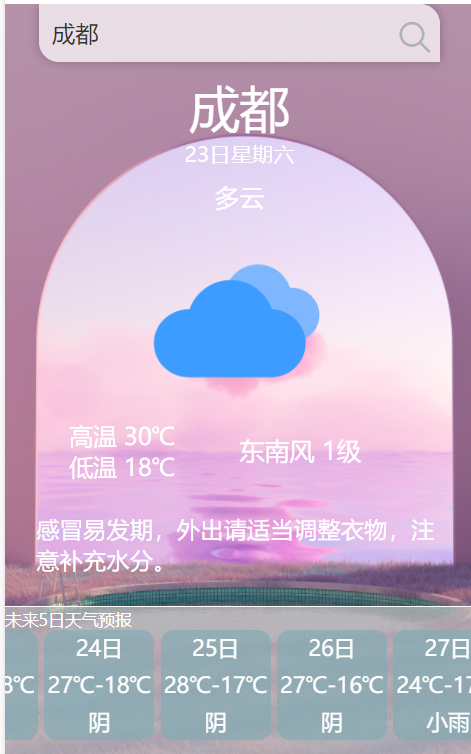 成都
成都
23日星期六
多云
高温 30℃
低温 18℃
东南风 1级
感冒易发期，外出请适当调整衣物，注
意补充水分。
未来5日天气预报
24日 25日 26日 27日
8℃ 27℃-18℃ 28℃-17℃ 27℃-16℃ 24℃-17
阴 阴 阴 小雨